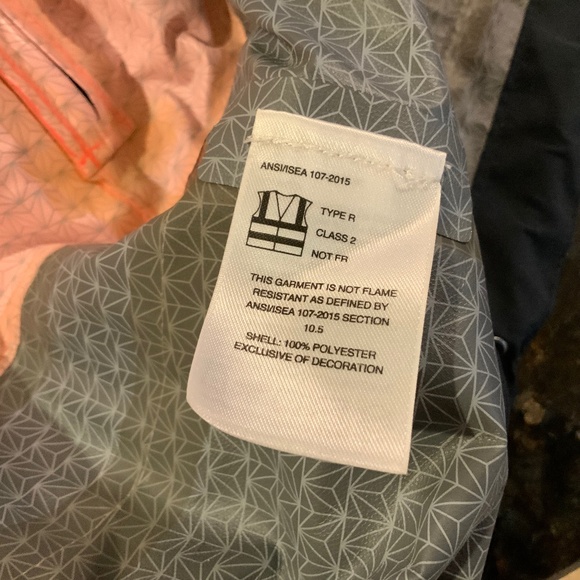 ANSI/ISEA 107-2015
TYPE R
CLASS 2
NOT FR
THIS GARMENT IS NOT FLAME
RESISTANT AS DEFINED BY
ANSI/ISEA 107-2015 SECTION
10.5
SHELL: 100% POLYESTER
EXCLUSIVE OF DECORATION